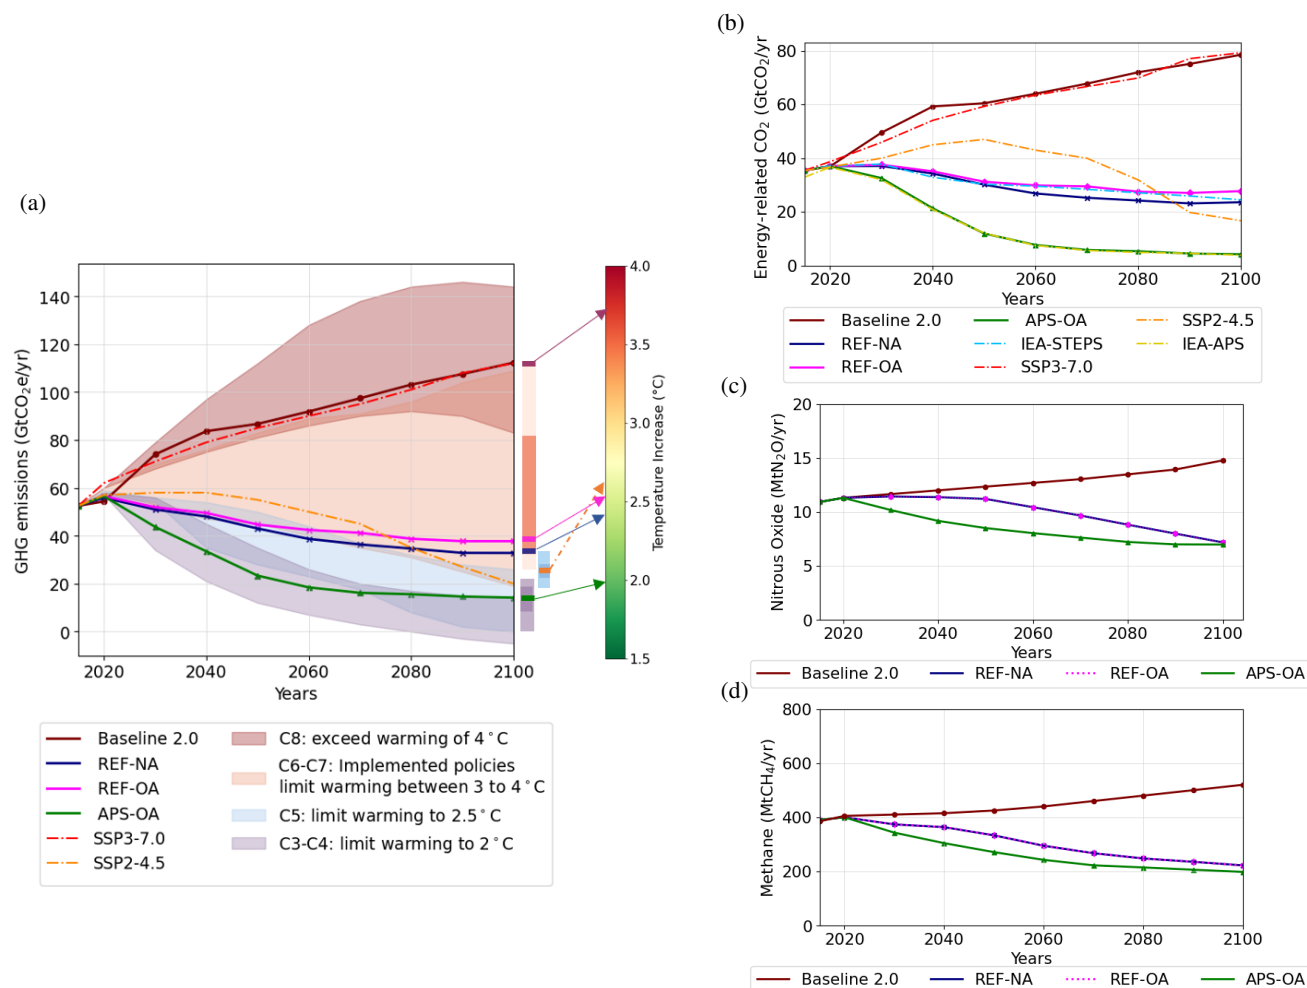 (a)
GHG emissions (GtCO₂e/yr)
140
120
100
80
60
40
20
0
2020 2040 2060 2080 2100
Years
4.0
3.5
3.0
2.5
2.0
1.5
Temperature Increase (°C)
Baseline 2.0
REF-NA
REF-OA
APS-OA
SSP3-7.0
SSP2-4.5
C8: exceed warming of 4°C
C6-C7: Implemented policies
limit warming between 3 to 4°C
C5: limit warming to 2.5°C
C3-C4: limit warming to 2°C
(b)
Energy-related CO₂ (GtCO₂/yr)
80
60
40
20
0
2020 2040 2060 2080 2100
Years
Baseline 2.0 APS-OA SSP2-4.5
REF-NA IEA-STEPS IEA-APS
REF-OA SSP3-7.0
(c)
Nitrous Oxide (MtN₂O/yr)
20
15
10
5
0
2020 2040 2060 2080 2100
Years
Baseline 2.0 REF-NA REF-OA APS-OA
(d)
Methane (MtCH₄/yr)
800
600
400
200
0
2020 2040 2060 2080 2100
Years
Baseline 2.0 REF-NA REF-OA APS-OA